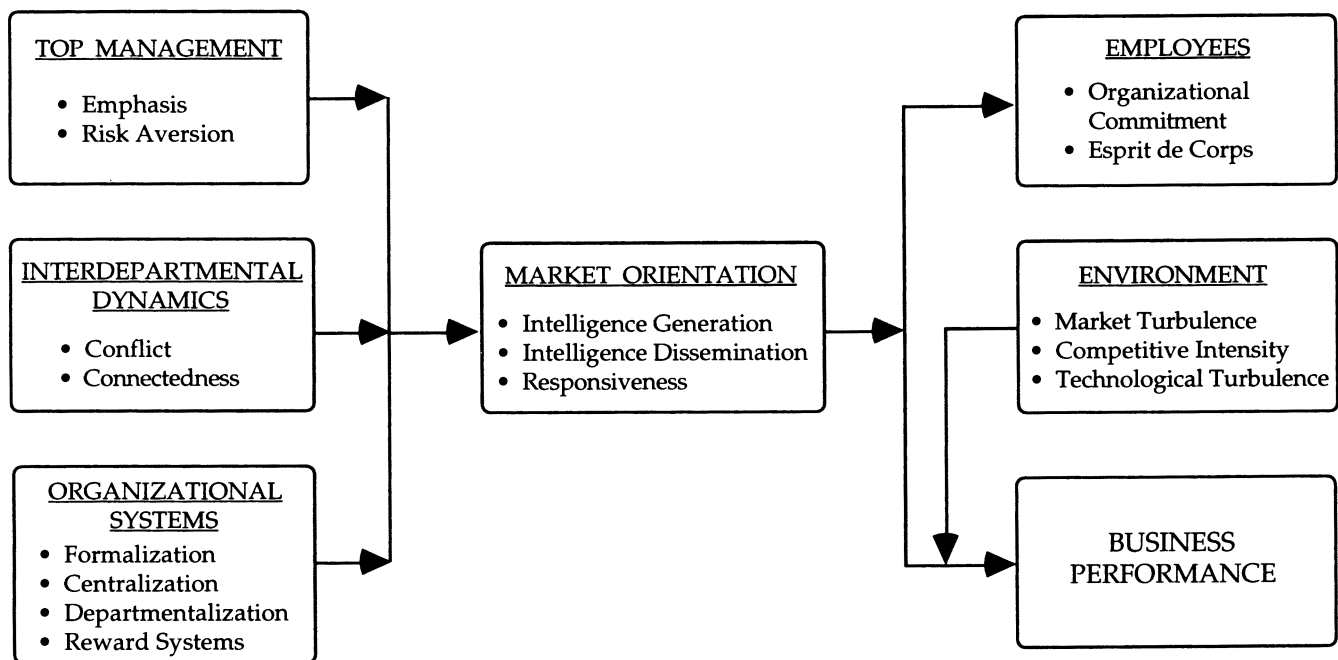 TOP MANAGEMENT
• Emphasis
• Risk Aversion
INTERDEPARTMENTAL
DYNAMICS
• Conflict
• Connectedness
ORGANIZATIONAL
SYSTEMS
• Formalization
• Centralization
• Departmentalization
• Reward Systems
MARKET ORIENTATION
• Intelligence Generation
• Intelligence Dissemination
• Responsiveness
EMPLOYEES
• Organizational
Commitment
• Esprit de Corps
ENVIRONMENT
• Market Turbulence
• Competitive Intensity
• Technological Turbulence
BUSINESS
PERFORMANCE